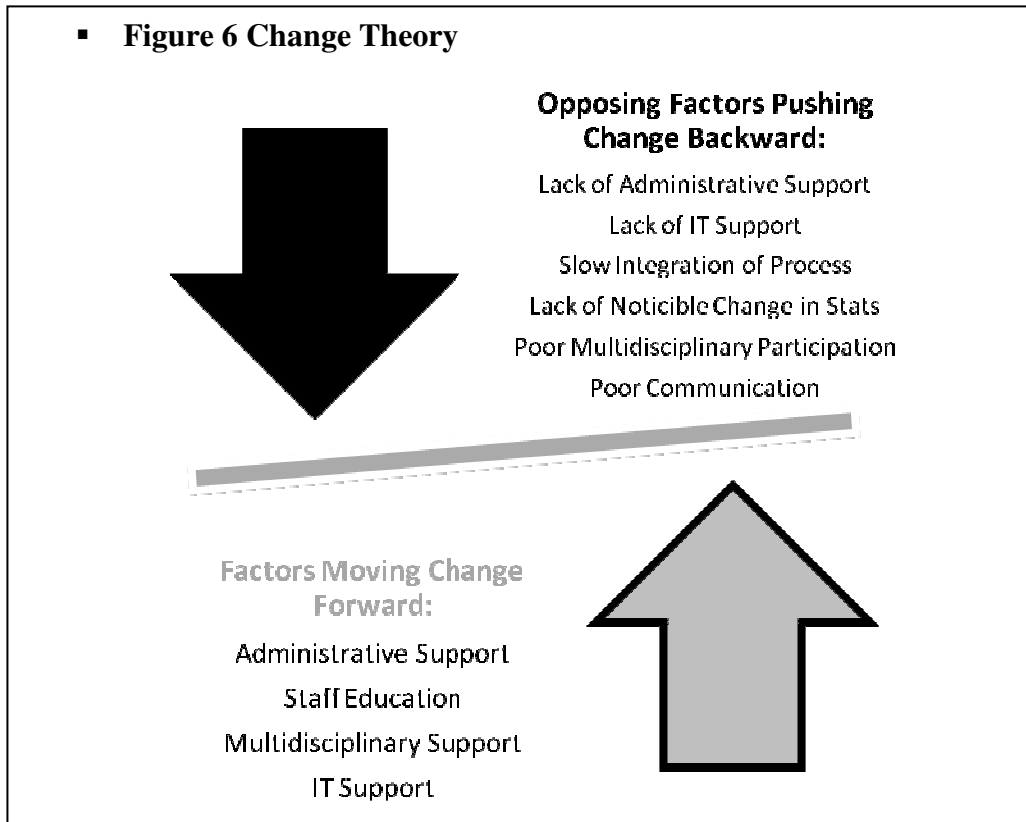 ▪ Figure 6 Change Theory
Opposing Factors Pushing
Change Backward:
Lack of Administrative Support
Lack of IT Support
Slow Integration of Process
Lack of Noticible Change in Stats
Poor Multidisciplinary Participation
Poor Communication
Factors Moving Change
Forward:
Administrative Support
Staff Education
Multidisciplinary Support
IT Support